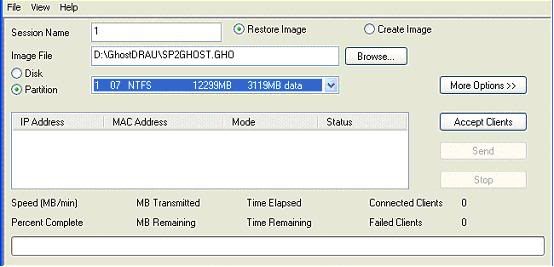 File View Help
Session Name 1 Restore Image Create Image
Image File D:\GhostDRAU\SP2GHOST.GHO Browse...
Disk
Partition 1 07 NTFS 12299MB 3119MB data More Options >>
IP Address MAC Address Mode Status Accept Clients
Send
Stop
Speed (MB/min) MB Transmitted Time Elapsed Connected Clients 0
Percent Complete MB Remaining Time Remaining Failed Clients 0